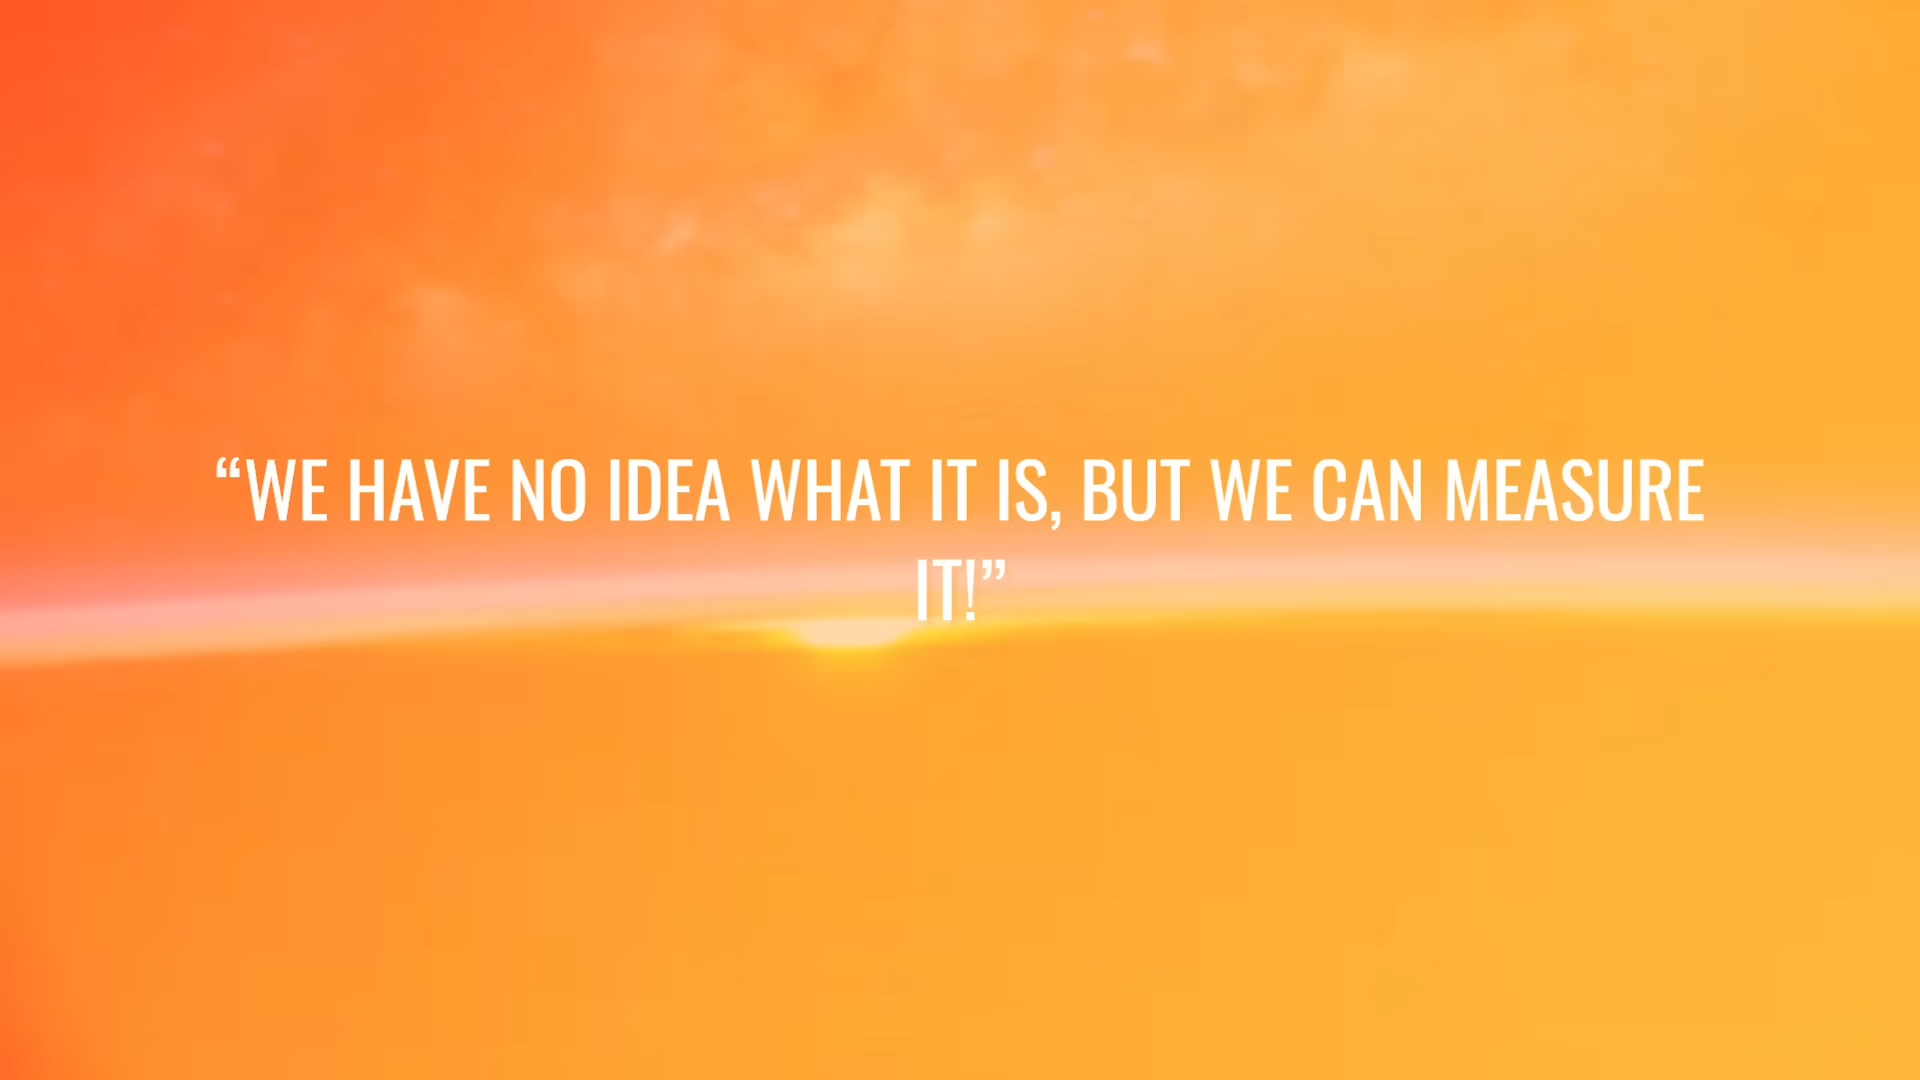 “WE HAVE NO IDEA WHAT IT IS, BUT WE CAN MEASURE
IT!”